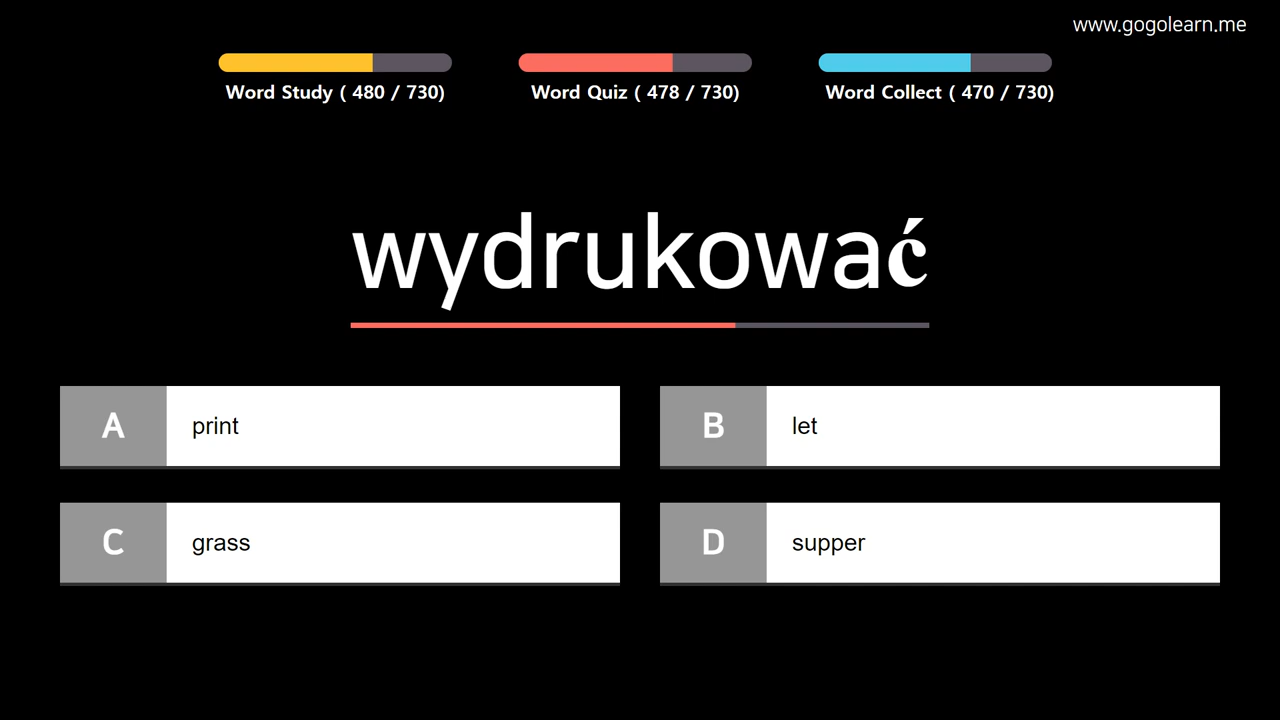 www.gogolearn.me
Word Study ( 480 / 730)
Word Quiz ( 478 / 730)
Word Collect ( 470 / 730)
wydrukować
A print
B let
C grass
D supper